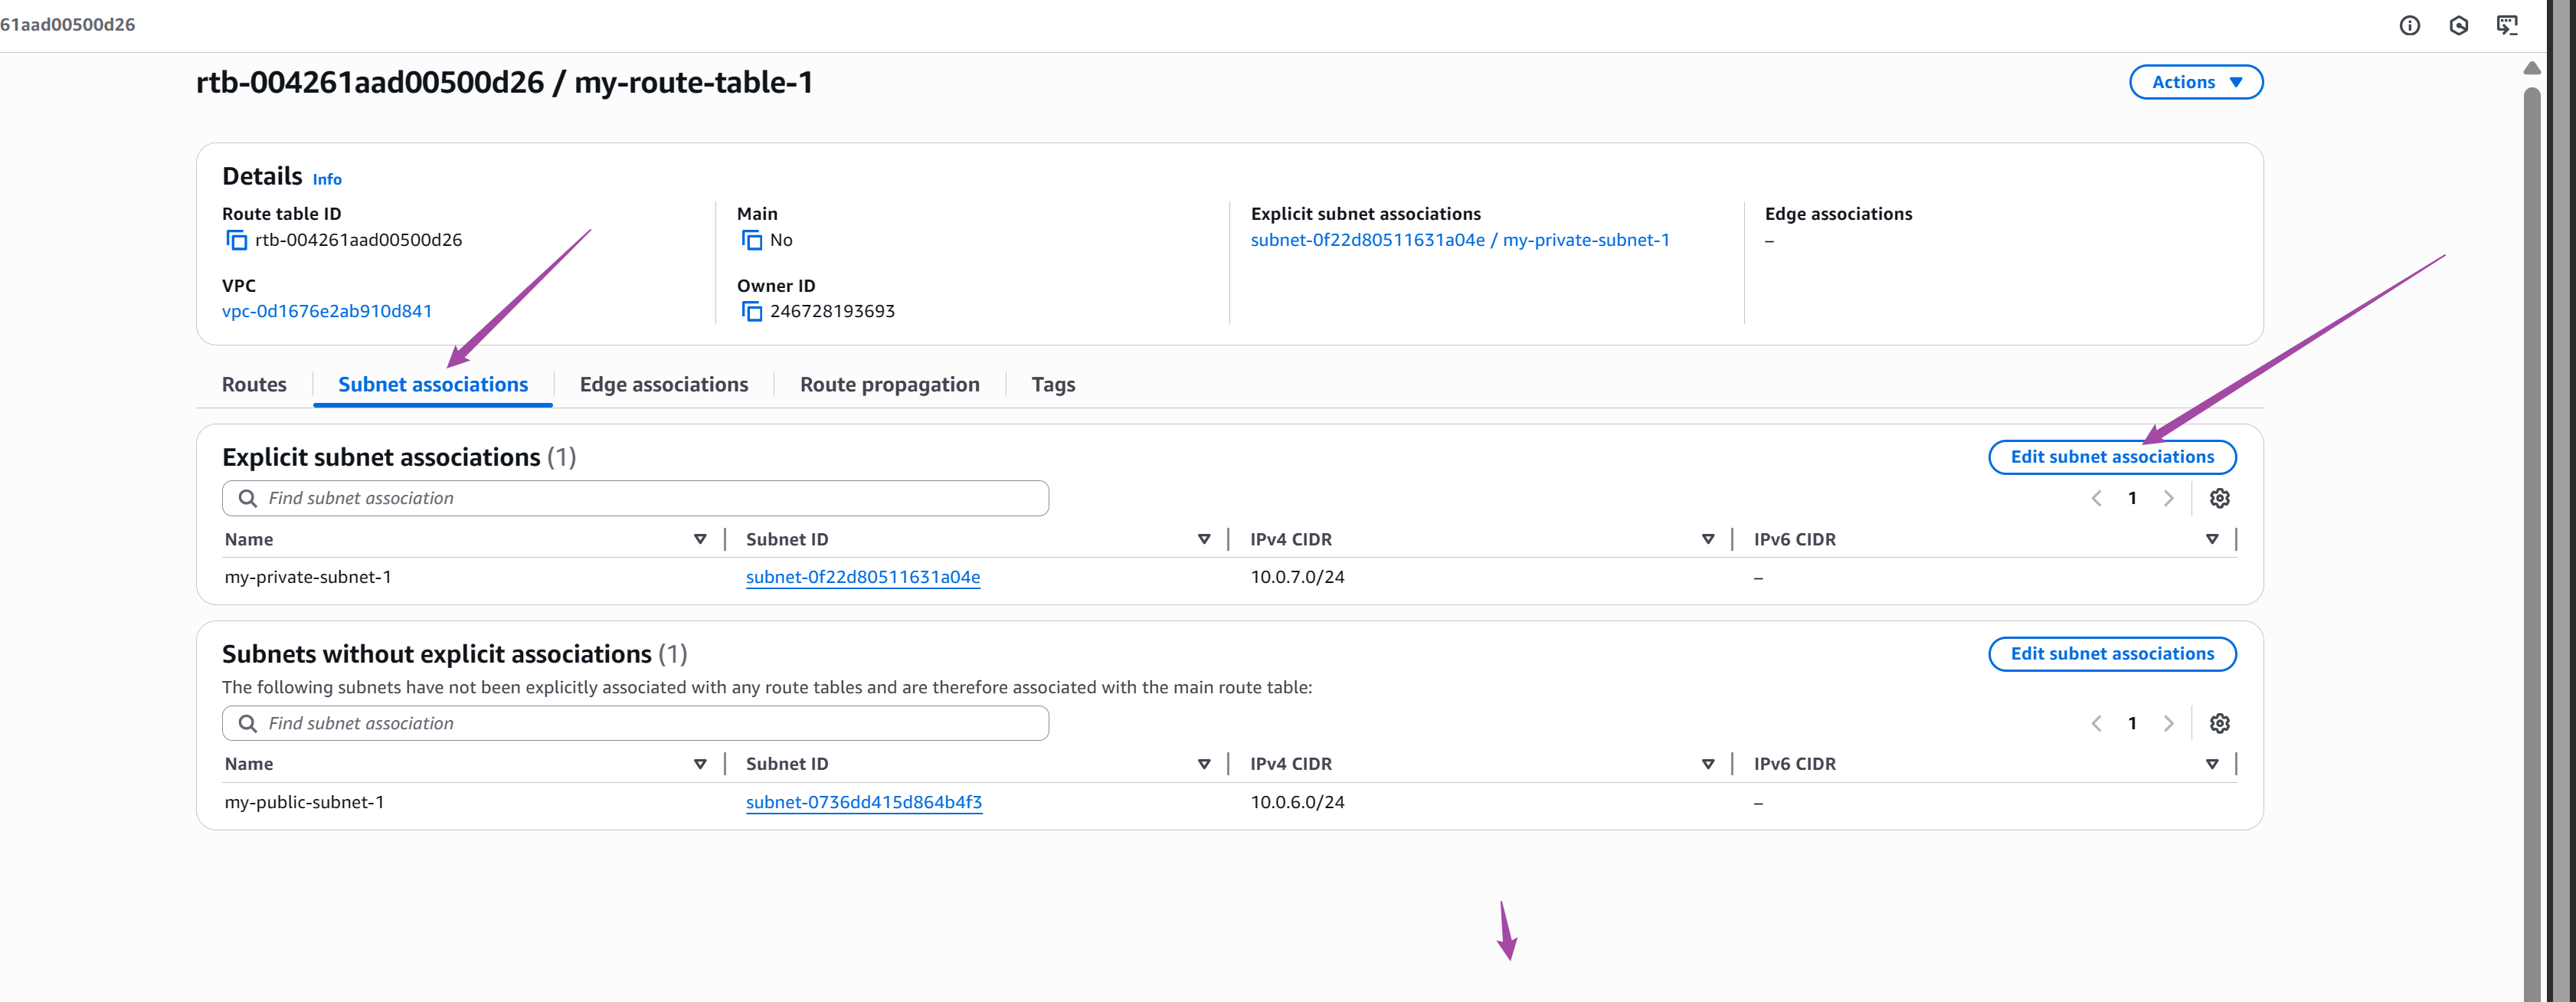 61aad00500d26
rtb-004261aad00500d26 / my-route-table-1
Actions
Details Info
Route table ID
rtb-004261aad00500d26
VPC
vpc-0d1676e2ab910d841
Main
No
Owner ID
246728193693
Explicit subnet associations
subnet-0f22d80511631a04e / my-private-subnet-1
Edge associations
–
Routes Subnet associations Edge associations Route propagation Tags
Explicit subnet associations (1)
Edit subnet associations
Find subnet association
1
Name Subnet ID IPv4 CIDR IPv6 CIDR
my-private-subnet-1 subnet-0f22d80511631a04e 10.0.7.0/24 –
Subnets without explicit associations (1)
Edit subnet associations
The following subnets have not been explicitly associated with any route tables and are therefore associated with the main route table:
Find subnet association
1
Name Subnet ID IPv4 CIDR IPv6 CIDR
my-public-subnet-1 subnet-0736dd415d864b4f3 10.0.6.0/24 –